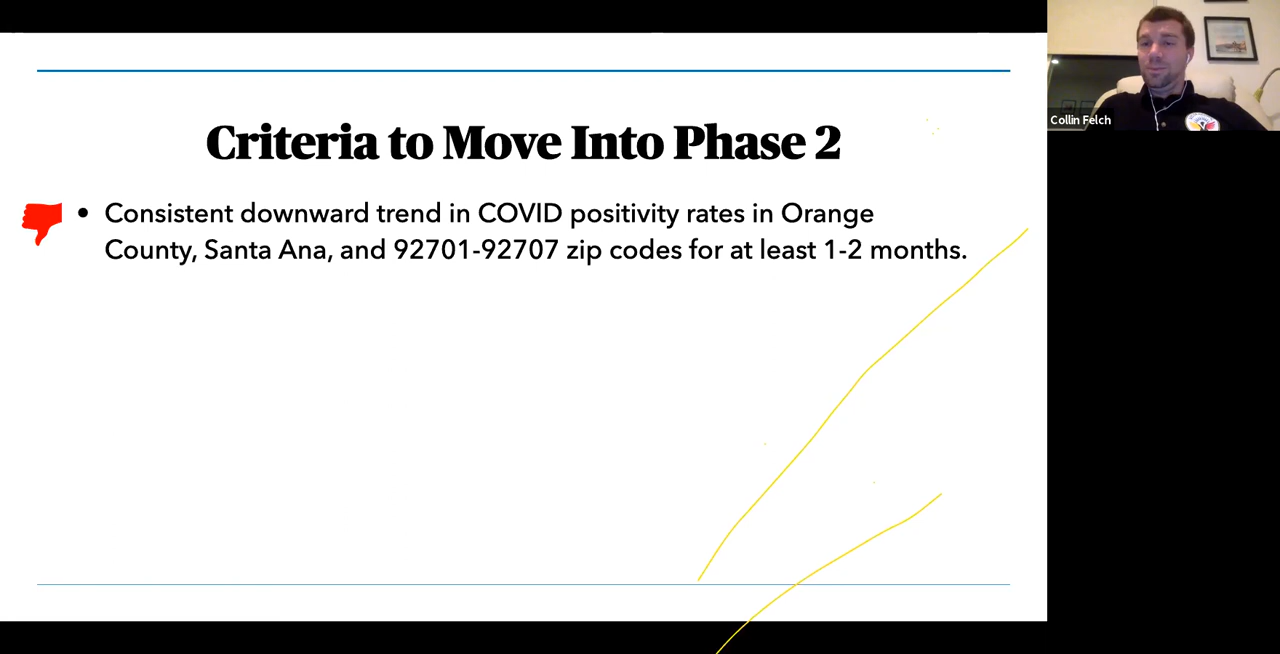 Criteria to Move Into Phase 2
• Consistent downward trend in COVID positivity rates in Orange
County, Santa Ana, and 92701-92707 zip codes for at least 1-2 months.
Collin Felch